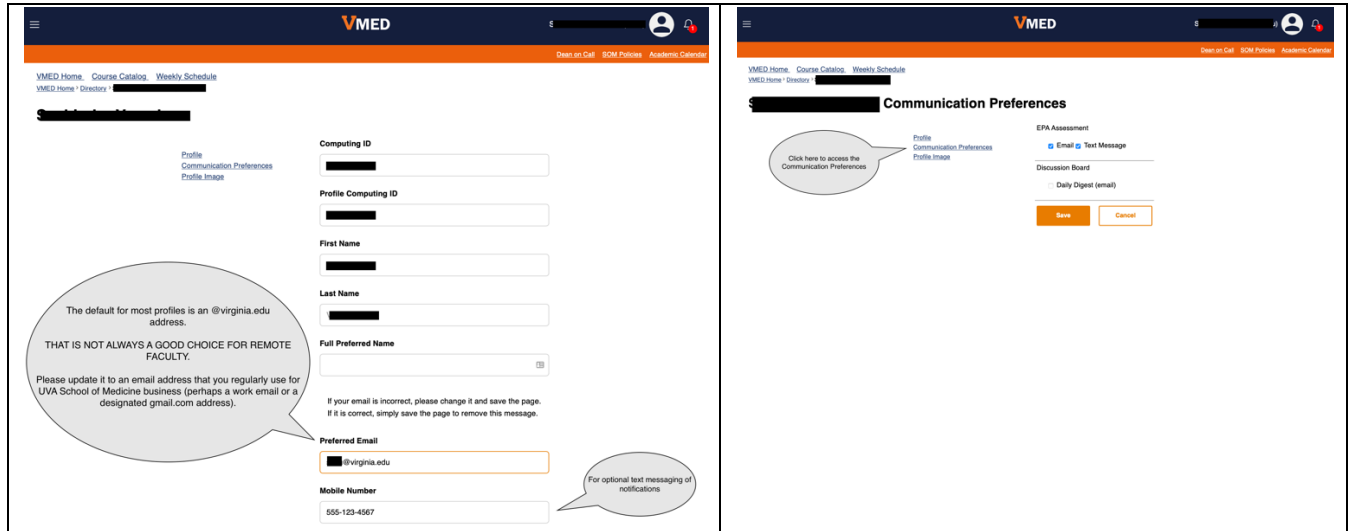 VMED
Dean on Call SOM Policies Academic Calendar
VMED Home Course Catalog Weekly Schedule
VMED Home > Directory >
Profile
Communication Preferences
Profile Image
Computing ID
Profile Computing ID
First Name
Last Name
Full Preferred Name
If your email is incorrect, please change it and save the page.
If it is correct, simply save the page to remove this message.
Preferred Email
@virginia.edu
Mobile Number
555-123-4567
The default for most profiles is an @virginia.edu
address.
THAT IS NOT ALWAYS A GOOD CHOICE FOR REMOTE
FACULTY.
Please update it to an email address that you regularly use for
UVA School of Medicine business (perhaps a work email or a
designated gmail.com address).
For optional text messaging of
notifications
VMED
Dean on Call SOM Policies Academic Calendar
VMED Home Course Catalog Weekly Schedule
VMED Home > Directory >
Communication Preferences
Click here to access the
Communication Preferences
Profile
Communication Preferences
Profile Image
EPA Assessment
Email Text Message
Discussion Board
Daily Digest (email)
Save Cancel